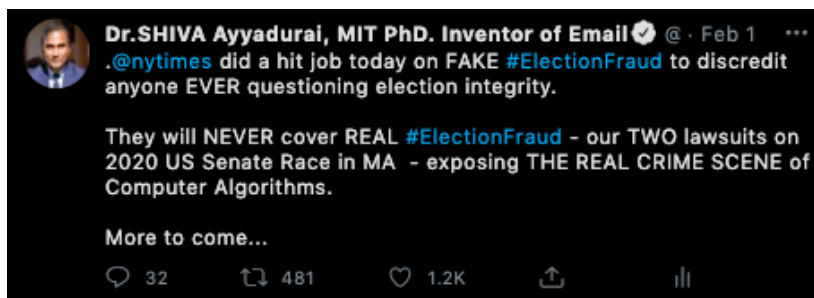 Dr.SHIVA Ayyadurai, MIT PhD. Inventor of Email @ · Feb 1 ···
.@nytimes did a hit job today on FAKE #ElectionFraud to discredit
anyone EVER questioning election integrity.
They will NEVER cover REAL #ElectionFraud - our TWO lawsuits on
2020 US Senate Race in MA - exposing THE REAL CRIME SCENE of
Computer Algorithms.
More to come...
32 481 1.2K